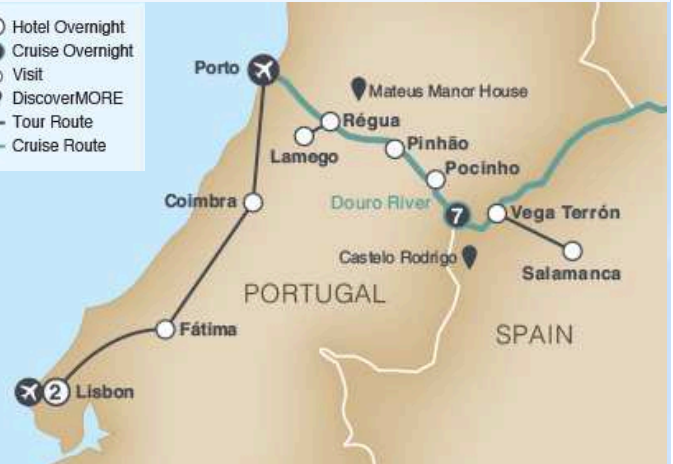 Hotel Overnight
Cruise Overnight
Visit
DiscoverMORE
Tour Route
Cruise Route
Porto
Mateus Manor House
Régua
Lamego
Pinhão
Pocinho
Coimbra
Douro River
7
Vega Terrón
Castelo Rodrigo
Salamanca
PORTUGAL
Fátima
SPAIN
2
Lisbon